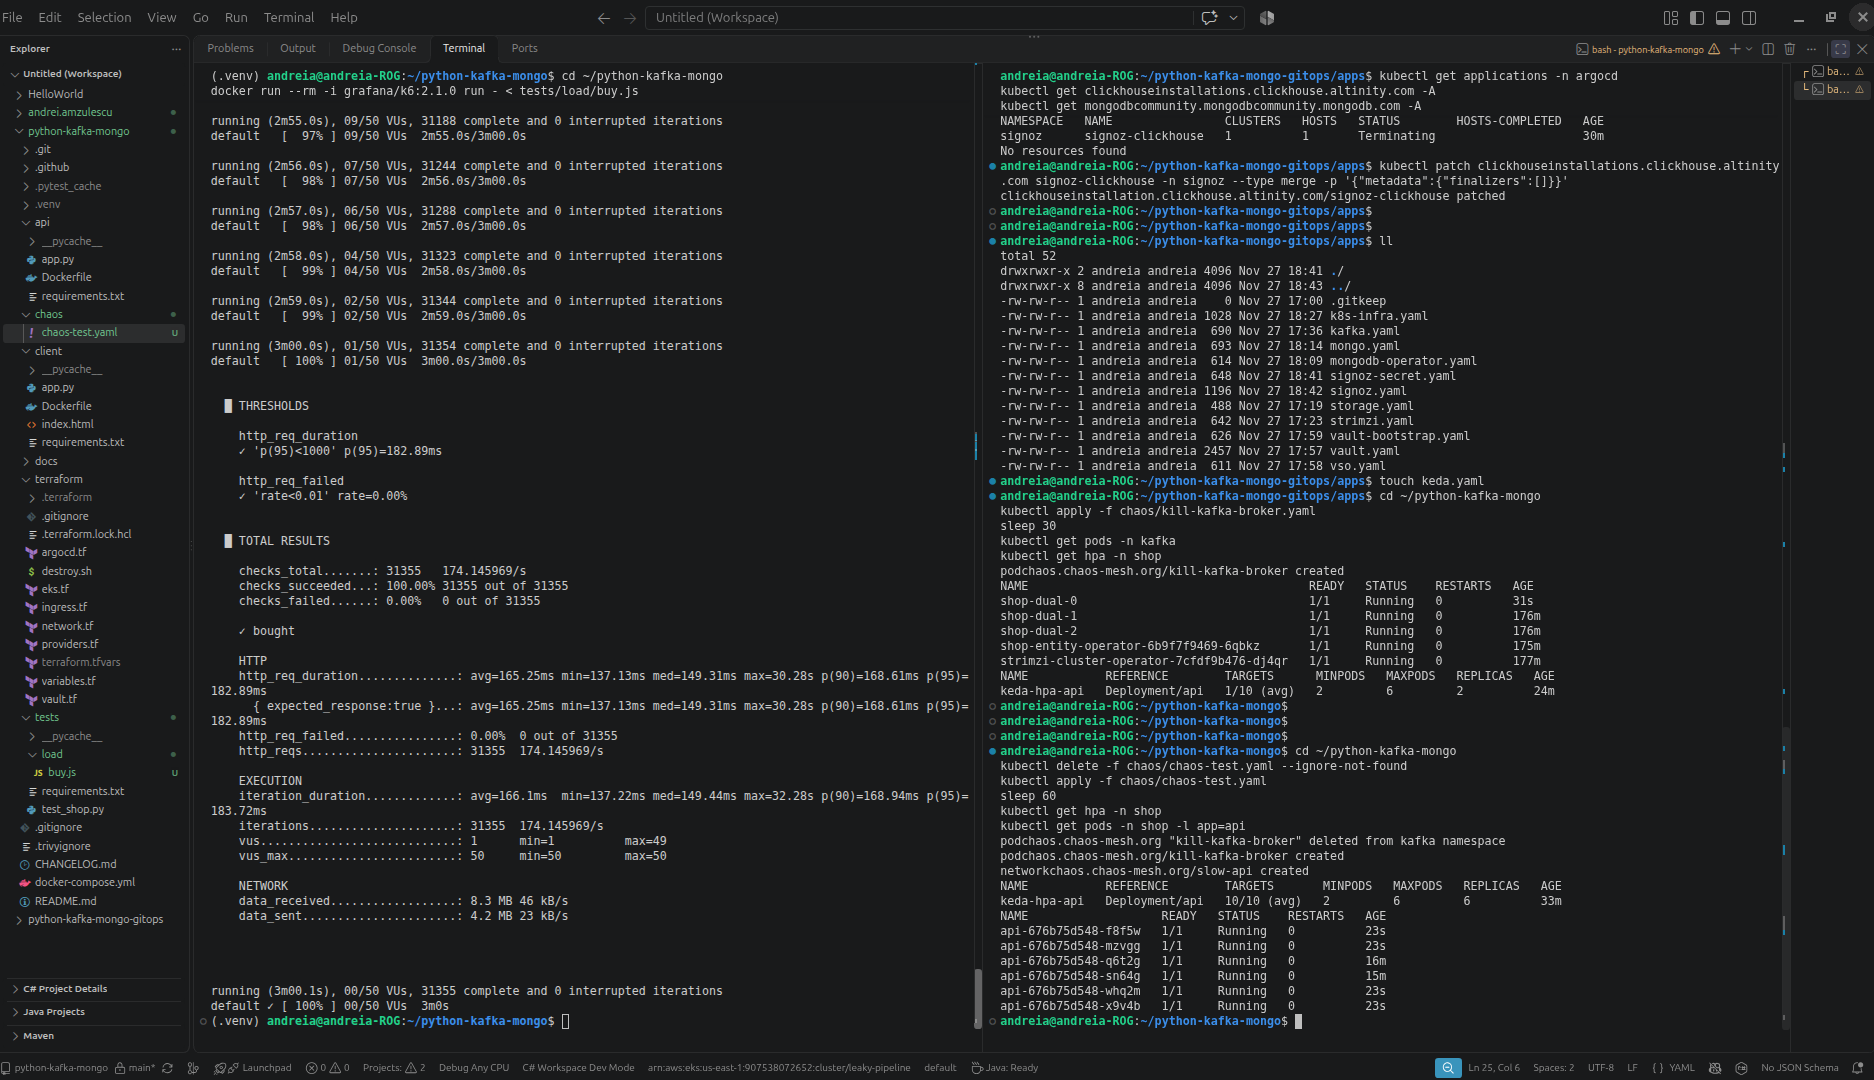 File Edit Selection View Go Run Terminal Help
Untitled (Workspace)
Explorer
Untitled (Workspace)
HelloWorld
andrei.amzulescu
python-kafka-mongo
.git
.github
.pytest_cache
.venv
api
__pycache__
app.py
Dockerfile
requirements.txt
chaos
! chaos-test.yaml U
client
__pycache__
app.py
Dockerfile
<> index.html
requirements.txt
docs
terraform
.terraform
.gitignore
.terraform.lock.hcl
argocd.tf
$ destroy.sh
eks.tf
ingress.tf
network.tf
providers.tf
terraform.tfvars
variables.tf
vault.tf
tests
__pycache__
load
JS buy.js U
requirements.txt
test_shop.py
.gitignore
.trivyignore
CHANGELOG.md
docker-compose.yml
README.md
python-kafka-mongo-gitops
C# Project Details
Java Projects
Maven
Problems Output Debug Console Terminal Ports
bash - python-kafka-mongo
ba...
ba...
(.venv) andreia@andreia-ROG:~/python-kafka-mongo$ cd ~/python-kafka-mongo
docker run --rm -i grafana/k6:2.1.0 run - < tests/load/buy.js
running (2m55.0s), 09/50 VUs, 31188 complete and 0 interrupted iterations
default   [  97% ] 09/50 VUs  2m55.0s/3m00.0s
running (2m56.0s), 07/50 VUs, 31244 complete and 0 interrupted iterations
default   [  98% ] 07/50 VUs  2m56.0s/3m00.0s
running (2m57.0s), 06/50 VUs, 31288 complete and 0 interrupted iterations
default   [  98% ] 06/50 VUs  2m57.0s/3m00.0s
running (2m58.0s), 04/50 VUs, 31323 complete and 0 interrupted iterations
default   [  99% ] 04/50 VUs  2m58.0s/3m00.0s
running (2m59.0s), 02/50 VUs, 31344 complete and 0 interrupted iterations
default   [  99% ] 02/50 VUs  2m59.0s/3m00.0s
running (3m00.0s), 01/50 VUs, 31354 complete and 0 interrupted iterations
default   [ 100% ] 01/50 VUs  3m00.0s/3m00.0s
█ THRESHOLDS
http_req_duration
✓ 'p(95)<1000' p(95)=182.89ms
http_req_failed
✓ 'rate<0.01' rate=0.00%
█ TOTAL RESULTS
checks_total.......: 31355   174.145969/s
checks_succeeded...: 100.00% 31355 out of 31355
checks_failed......: 0.00%   0 out of 31355
✓ bought
HTTP
http_req_duration..............: avg=165.25ms min=137.13ms med=149.31ms max=30.28s p(90)=168.61ms p(95)=
182.89ms
{ expected_response:true }...: avg=165.25ms min=137.13ms med=149.31ms max=30.28s p(90)=168.61ms p(95)=
182.89ms
http_req_failed................: 0.00%  0 out of 31355
http_reqs......................: 31355  174.145969/s
EXECUTION
iteration_duration.............: avg=166.1ms  min=137.22ms med=149.44ms max=32.28s p(90)=168.94ms p(95)=
183.72ms
iterations.....................: 31355  174.145969/s
vus............................: 1      min=1          max=49
vus_max........................: 50     min=50         max=50
NETWORK
data_received..................: 8.3 MB 46 kB/s
data_sent......................: 4.2 MB 23 kB/s
running (3m00.1s), 00/50 VUs, 31355 complete and 0 interrupted iterations
default ✓ [ 100% ] 00/50 VUs  3m0s
(.venv) andreia@andreia-ROG:~/python-kafka-mongo$
andreia@andreia-ROG:~/python-kafka-mongo-gitops/apps$ kubectl get applications -n argocd
kubectl get clickhouseinstallations.clickhouse.altinity.com -A
kubectl get mongodbcommunity.mongodbcommunity.mongodb.com -A
NAMESPACE   NAME                CLUSTERS   HOSTS   STATUS        HOSTS-COMPLETED   AGE
signoz      signoz-clickhouse   1          1       Terminating                     30m
No resources found
andreia@andreia-ROG:~/python-kafka-mongo-gitops/apps$ kubectl patch clickhouseinstallations.clickhouse.altinity
.com signoz-clickhouse -n signoz --type merge -p '{"metadata":{"finalizers":[]}}'
clickhouseinstallation.clickhouse.altinity.com/signoz-clickhouse patched
andreia@andreia-ROG:~/python-kafka-mongo-gitops/apps$
andreia@andreia-ROG:~/python-kafka-mongo-gitops/apps$
andreia@andreia-ROG:~/python-kafka-mongo-gitops/apps$ ll
total 52
drwxrwxr-x 2 andreia andreia 4096 Nov 27 18:41 ./
drwxrwxr-x 8 andreia andreia 4096 Nov 27 18:43 ../
-rw-rw-r-- 1 andreia andreia    0 Nov 27 17:00 .gitkeep
-rw-rw-r-- 1 andreia andreia 1028 Nov 27 18:27 k8s-infra.yaml
-rw-rw-r-- 1 andreia andreia  690 Nov 27 17:36 kafka.yaml
-rw-rw-r-- 1 andreia andreia  693 Nov 27 18:14 mongo.yaml
-rw-rw-r-- 1 andreia andreia  614 Nov 27 18:09 mongodb-operator.yaml
-rw-rw-r-- 1 andreia andreia  648 Nov 27 18:41 signoz-secret.yaml
-rw-rw-r-- 1 andreia andreia 1196 Nov 27 18:42 signoz.yaml
-rw-rw-r-- 1 andreia andreia  488 Nov 27 17:19 storage.yaml
-rw-rw-r-- 1 andreia andreia  642 Nov 27 17:23 strimzi.yaml
-rw-rw-r-- 1 andreia andreia  626 Nov 27 17:59 vault-bootstrap.yaml
-rw-rw-r-- 1 andreia andreia 2457 Nov 27 17:57 vault.yaml
-rw-rw-r-- 1 andreia andreia  611 Nov 27 17:58 vso.yaml
andreia@andreia-ROG:~/python-kafka-mongo-gitops/apps$ touch keda.yaml
andreia@andreia-ROG:~/python-kafka-mongo-gitops/apps$ cd ~/python-kafka-mongo
kubectl apply -f chaos/kill-kafka-broker.yaml
sleep 30
kubectl get pods -n kafka
kubectl get hpa -n shop
podchaos.chaos-mesh.org/kill-kafka-broker created
NAME                                        READY   STATUS    RESTARTS   AGE
shop-dual-0                                 1/1     Running   0          31s
shop-dual-1                                 1/1     Running   0          176m
shop-dual-2                                 1/1     Running   0          176m
shop-entity-operator-6b9f7f9469-6qbkz       1/1     Running   0          175m
strimzi-cluster-operator-7cfdf9b476-dj4qr   1/1     Running   0          177m
NAME           REFERENCE        TARGETS      MINPODS   MAXPODS   REPLICAS   AGE
keda-hpa-api   Deployment/api   1/10 (avg)   2         6         2          24m
andreia@andreia-ROG:~/python-kafka-mongo$
andreia@andreia-ROG:~/python-kafka-mongo$
andreia@andreia-ROG:~/python-kafka-mongo$
andreia@andreia-ROG:~/python-kafka-mongo$ cd ~/python-kafka-mongo
kubectl delete -f chaos/chaos-test.yaml --ignore-not-found
kubectl apply -f chaos/chaos-test.yaml
sleep 60
kubectl get hpa -n shop
kubectl get pods -n shop -l app=api
podchaos.chaos-mesh.org "kill-kafka-broker" deleted from kafka namespace
podchaos.chaos-mesh.org/kill-kafka-broker created
networkchaos.chaos-mesh.org/slow-api created
NAME           REFERENCE        TARGETS       MINPODS   MAXPODS   REPLICAS   AGE
keda-hpa-api   Deployment/api   10/10 (avg)   2         6         6          33m
NAME                   READY   STATUS    RESTARTS   AGE
api-676b75d548-f8f5w   1/1     Running   0          23s
api-676b75d548-mzvgg   1/1     Running   0          23s
api-676b75d548-q6t2g   1/1     Running   0          16m
api-676b75d548-sn64g   1/1     Running   0          15m
api-676b75d548-whq2m   1/1     Running   0          23s
api-676b75d548-x9v4b   1/1     Running   0          23s
andreia@andreia-ROG:~/python-kafka-mongo$
python-kafka-mongo main* Launchpad 0 0 Projects: 2 Debug Any CPU C# Workspace Dev Mode arn:aws:eks:us-east-1:907538072652:cluster/leaky-pipeline default Java: Ready Ln 25, Col 6 Spaces: 2 UTF-8 LF { } YAML No JSON Schema